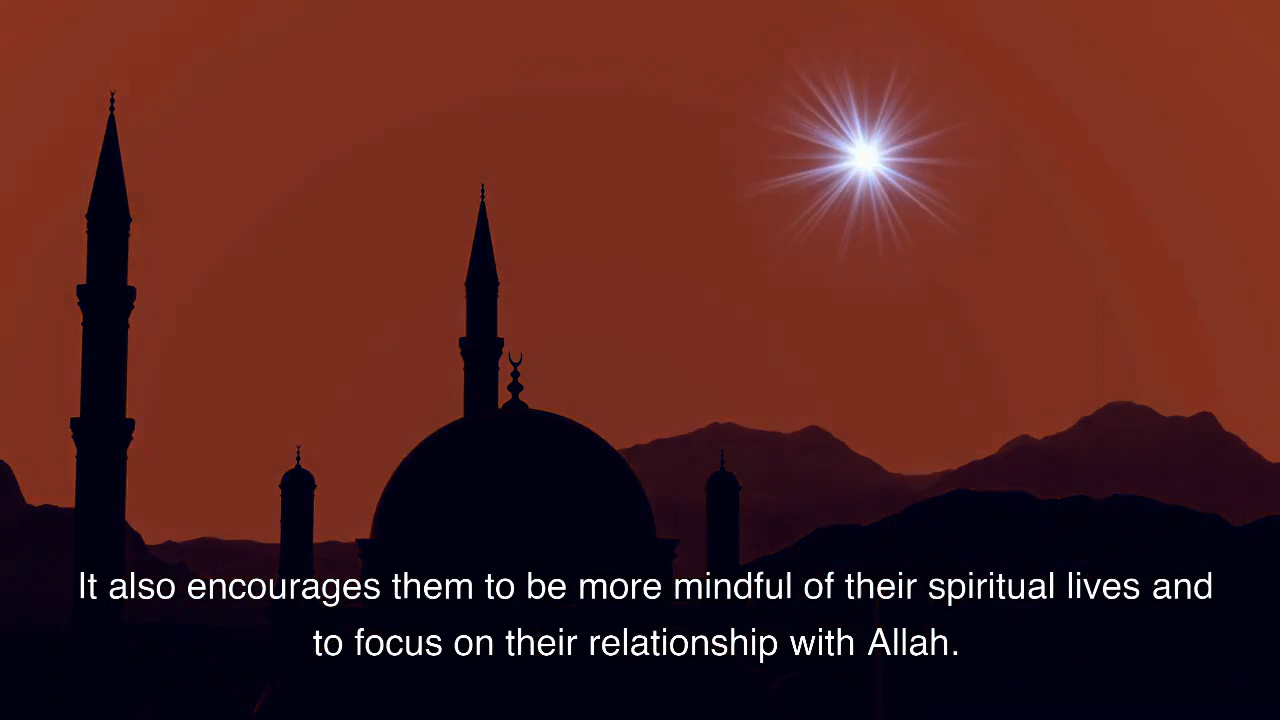 It also encourages them to be more mindful of their spiritual lives and
to focus on their relationship with Allah.